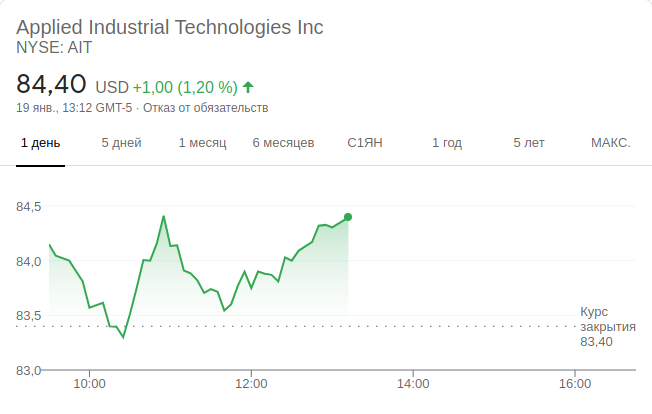 Applied Industrial Technologies Inc
NYSE: AIT
84,40 USD +1,00 (1,20 %)
19 янв., 13:12 GMT-5 · Отказ от обязательств
1 день 5 дней 1 месяц 6 месяцев С1ЯН 1 год 5 лет МАКС.
84,5
84,0
83,5
Курс
закрытия
83,40
83,0
10:00 12:00 14:00 16:00